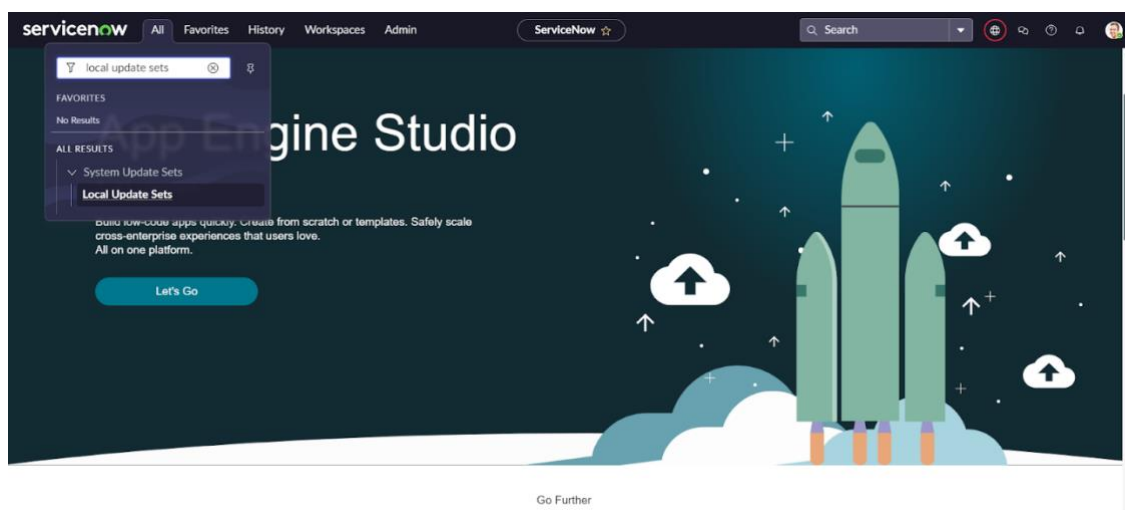 servicenow All Favorites History Workspaces Admin ServiceNow Search
local update sets
FAVORITES
No Results
App Engine Studio
ALL RESULTS
System Update Sets
Local Update Sets
Build low-code apps quickly. Create from scratch or templates. Safely scale
cross-enterprise experiences that users love.
All on one platform.
Let's Go
Go Further